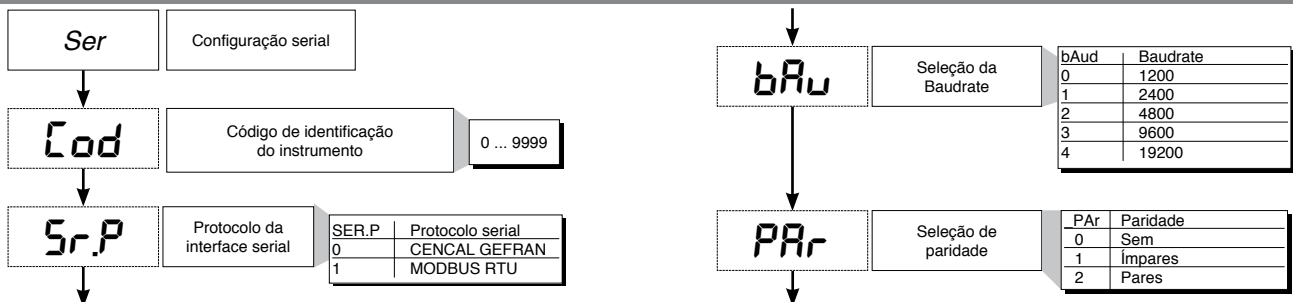 Ser
Configuração serial
Cod
Código de identificação
do instrumento
0 ... 9999
Sr.P
Protocolo da
interface serial
SER.P Protocolo serial
0 CENCAL GEFRAN
1 MODBUS RTU
bAu
Seleção da
Baudrate
bAud Baudrate
0 1200
1 2400
2 4800
3 9600
4 19200
PAr
Seleção de
paridade
_PAr Paridade
0 Sem
1 Ímpares
2 Pares